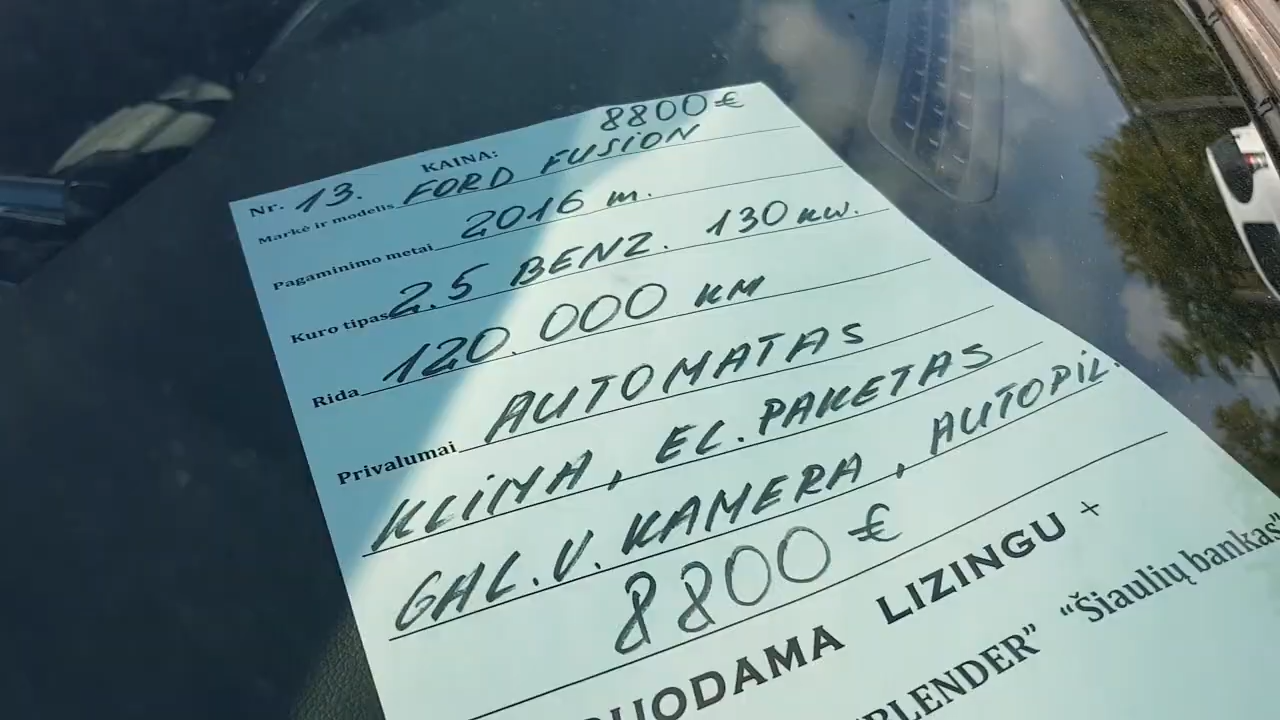 KAINA: 8800 €
Nr. 13.
Markė ir modelis FORD FUSION
Pagaminimo metai 2016 m.
Kuro tipas 2.5 BENZ. 130 KW.
Rida 120.000 KM
Privalumai AUTOMATAS
KLIMA, EL. PAKETAS
GAL. V. KAMERA, AUTOPIL.
8800 €
LIZINGU +
"Šiaulių bankas"